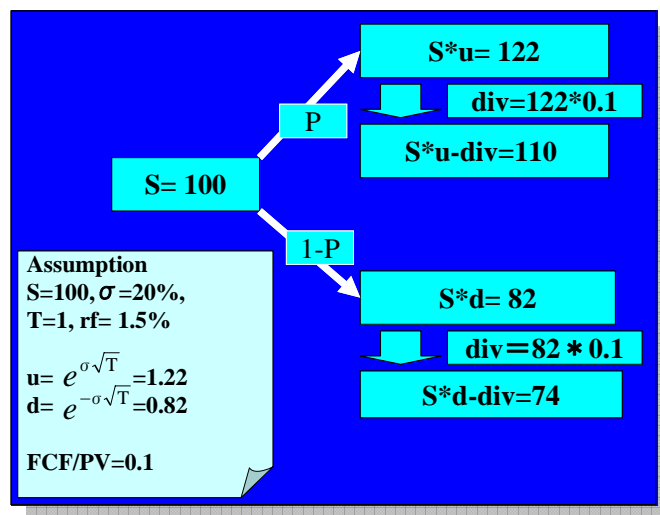 S*u= 122
div=122*0.1
P
S*u-div=110
S= 100
1-P
Assumption
S=100, σ=20%,
T=1, rf= 1.5%
u= e^{σ√T}=1.22
d= e^{−σ√T}=0.82
FCF/PV=0.1
S*d= 82
div＝82＊0.1
S*d-div=74